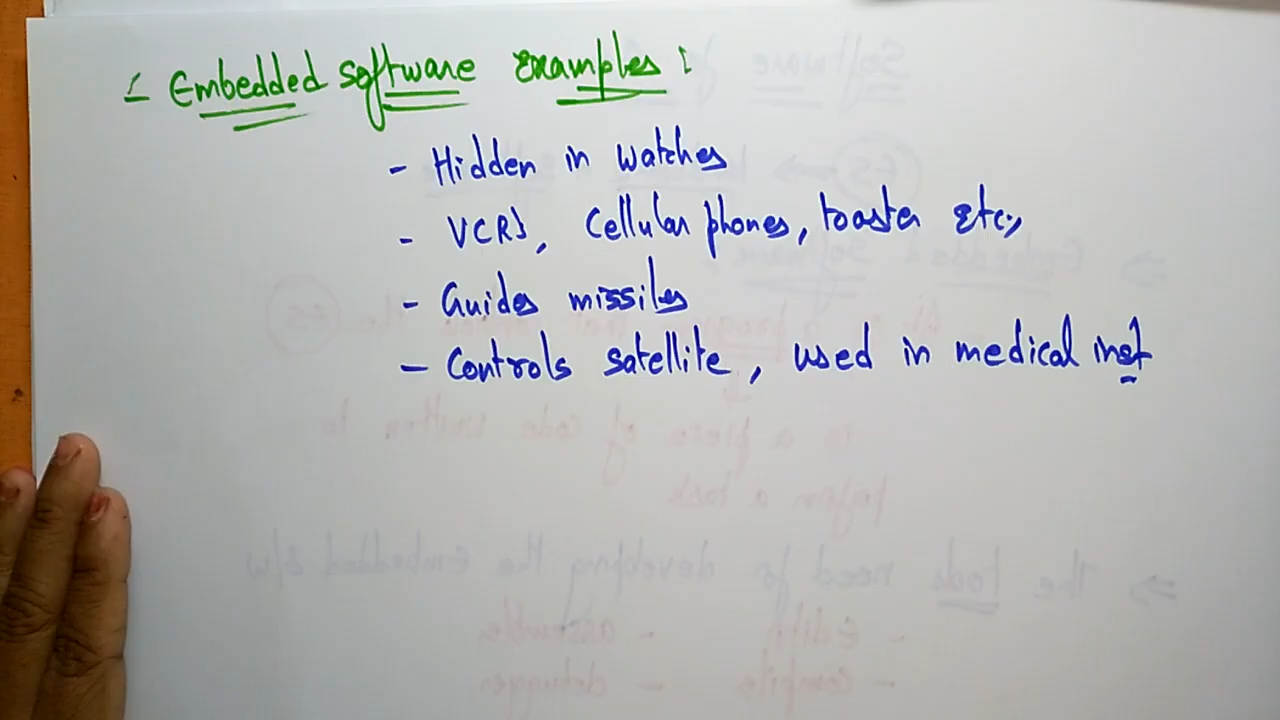 Embedded software Examples :
- Hidden in watches
- VCRs, Cellular phones, toaster Etc.,
- Guides missiles
- Controls satellite, used in medical inst